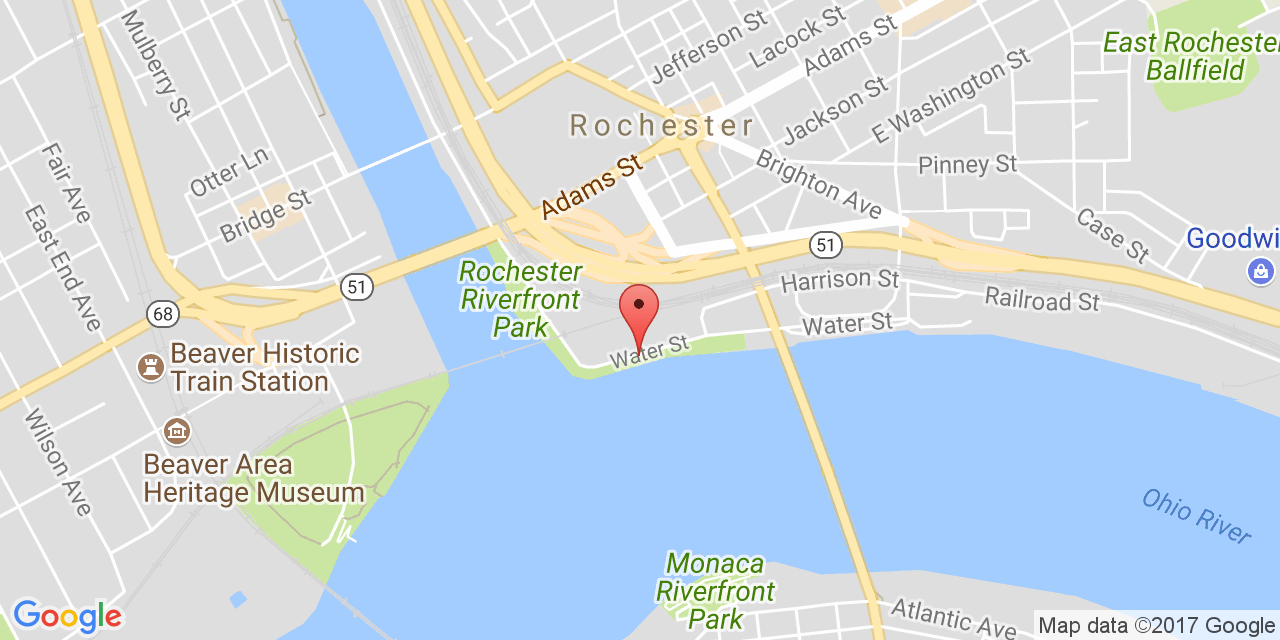 Mulberry St
Jefferson St
Lacock St
Adams St
East Rochester
Ballfield
Rochester
Jackson St
E Washington St
Fair Ave
Otter Ln
Adams St
Brighton Ave
Pinney St
Bridge St
East End Ave
Case St
51
Goodwi
Rochester
Riverfront
Park
51
Harrison St
Railroad St
68
Water St
Water St
Beaver Historic
Train Station
Wilson Ave
Beaver Area
Heritage Museum
Ohio River
Monaca
Riverfront
Park
Atlantic Ave
Google
Map data ©2017 Google